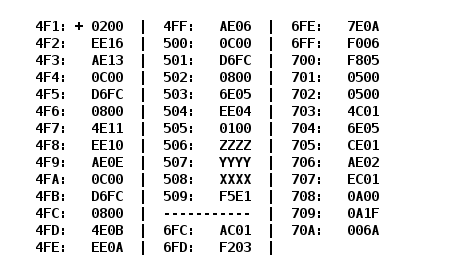 4F1: + 0200 | 4FF: AE06 | 6FE: 7E0A
4F2: EE16 | 500: 0C00 | 6FF: F006
4F3: AE13 | 501: D6FC | 700: F805
4F4: 0C00 | 502: 0800 | 701: 0500
4F5: D6FC | 503: 6E05 | 702: 0500
4F6: 0800 | 504: EE04 | 703: 4C01
4F7: 4E11 | 505: 0100 | 704: 6E05
4F8: EE10 | 506: ZZZZ | 705: CE01
4F9: AE0E | 507: YYYY | 706: AE02
4FA: 0C00 | 508: XXXX | 707: EC01
4FB: D6FC | 509: F5E1 | 708: 0A00
4FC: 0800 | ----------- | 709: 0A1F
4FD: 4E0B | 6FC: AC01 | 70A: 006A
4FE: EE0A | 6FD: F203 |